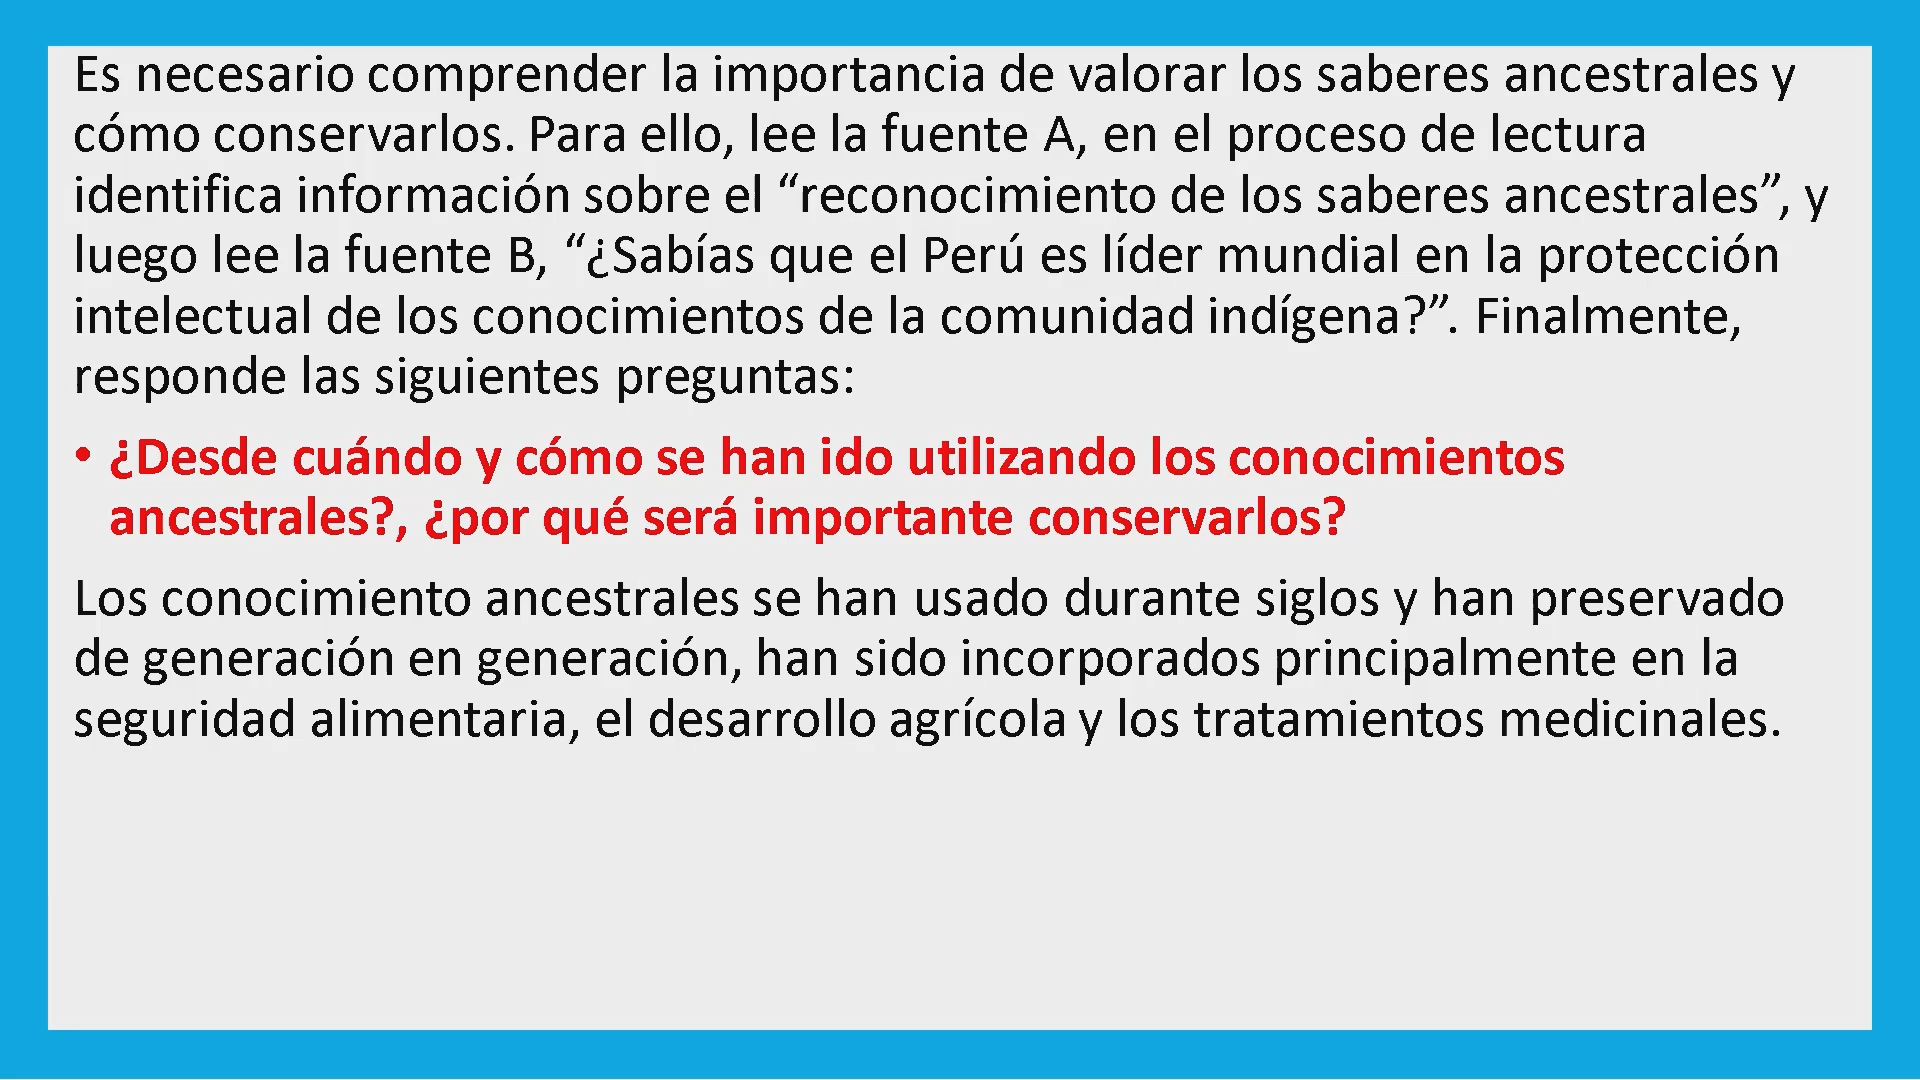 Es necesario comprender la importancia de valorar los saberes ancestrales y
cómo conservarlos. Para ello, lee la fuente A, en el proceso de lectura
identifica información sobre el “reconocimiento de los saberes ancestrales”, y
luego lee la fuente B, “¿Sabías que el Perú es líder mundial en la protección
intelectual de los conocimientos de la comunidad indígena?”. Finalmente,
responde las siguientes preguntas:
• ¿Desde cuándo y cómo se han ido utilizando los conocimientos
ancestrales?, ¿por qué será importante conservarlos?
Los conocimiento ancestrales se han usado durante siglos y han preservado
de generación en generación, han sido incorporados principalmente en la
seguridad alimentaria, el desarrollo agrícola y los tratamientos medicinales.